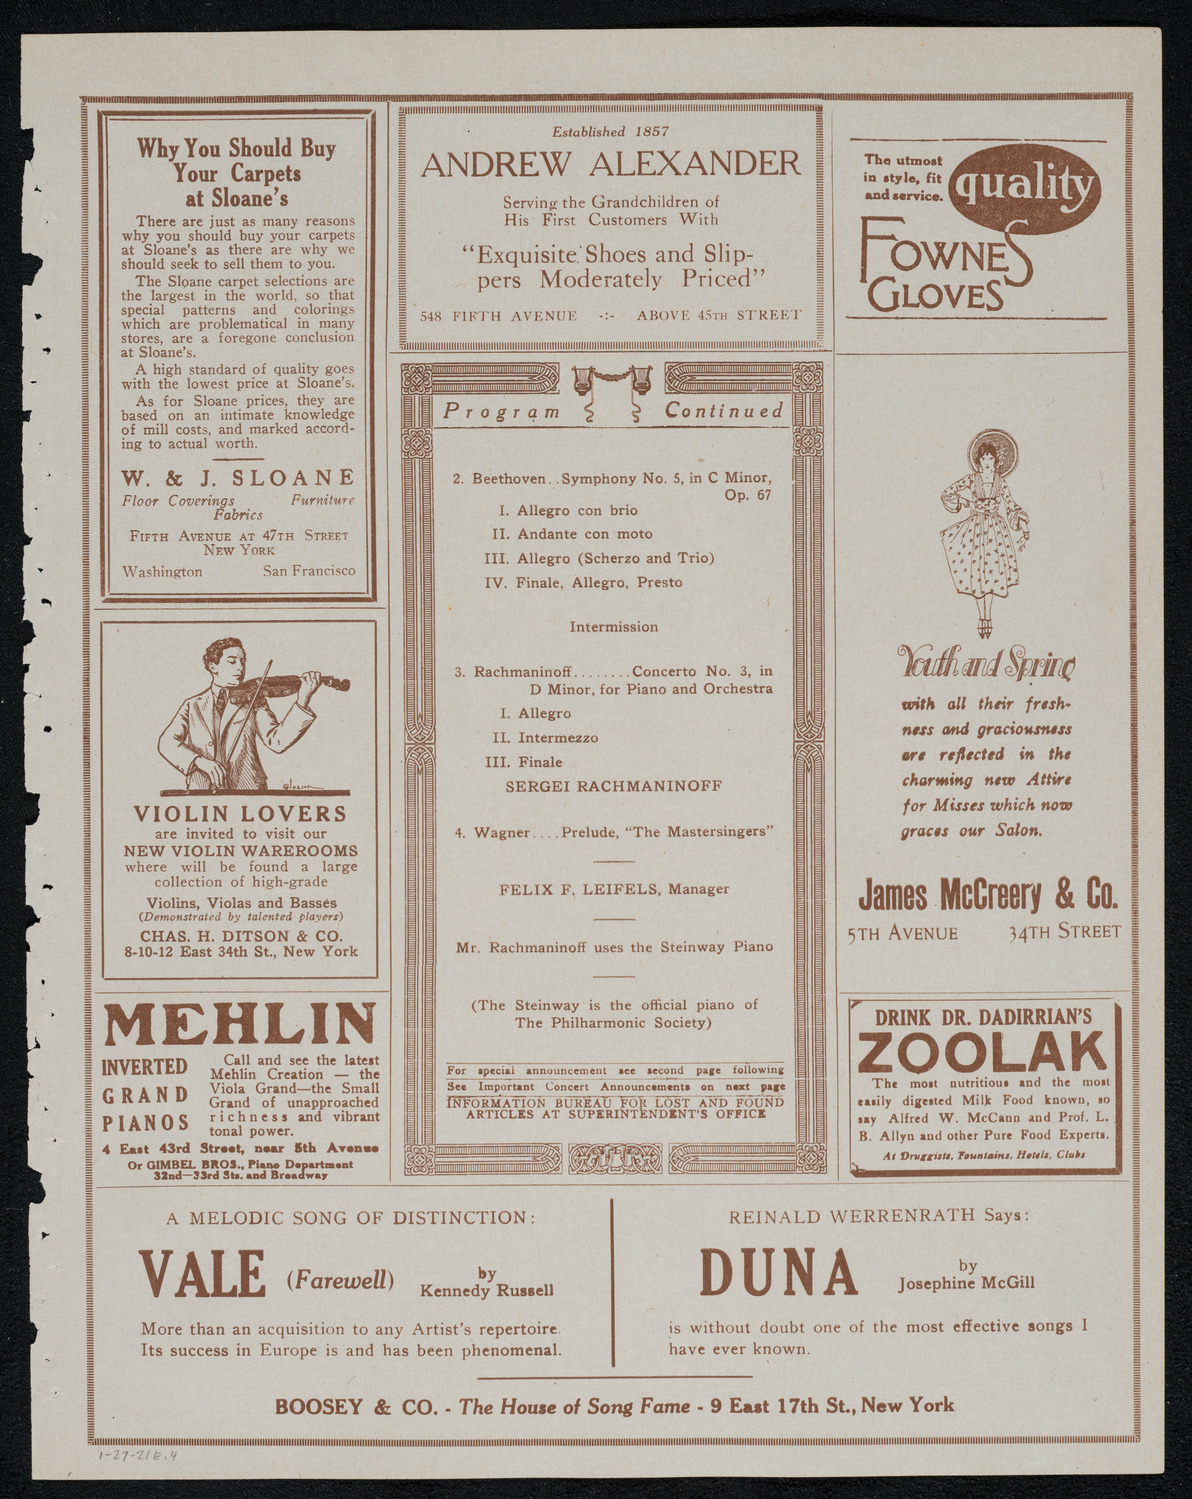 Why You Should Buy
Your Carpets
at Sloane's
There are just as many reasons
why you should buy your carpets
at Sloane's as there are why we
should seek to sell them to you.
The Sloane carpet selections are
the largest in the world, so that
special patterns and colorings
which are problematical in many
stores, are a foregone conclusion
at Sloane's.
A high standard of quality goes
with the lowest price at Sloane's.
As for Sloane prices, they are
based on an intimate knowledge
of mill costs, and marked accord-
ing to actual worth.
W. & J. SLOANE
Floor Coverings Furniture
Fabrics
FIFTH AVENUE AT 47TH STREET
NEW YORK
Washington San Francisco
Gleason
VIOLIN LOVERS
are invited to visit our
NEW VIOLIN WAREROOMS
where will be found a large
collection of high-grade
Violins, Violas and Basses
(Demonstrated by talented players)
CHAS. H. DITSON & CO.
8-10-12 East 34th St., New York
MEHLIN
INVERTED
GRAND
PIANOS
Call and see the latest
Mehlin Creation — the
Viola Grand—the Small
Grand of unapproached
richness and vibrant
tonal power.
4 East 43rd Street, near 5th Avenue
Or GIMBEL BROS., Piano Department
32nd—33rd Sts. and Broadway
Established 1857
ANDREW ALEXANDER
Serving the Grandchildren of
His First Customers With
"Exquisite Shoes and Slip-
pers Moderately Priced"
548 FIFTH AVENUE -:- ABOVE 45TH STREET
Program Continued
2. Beethoven..Symphony No. 5, in C Minor,
Op. 67
I. Allegro con brio
II. Andante con moto
III. Allegro (Scherzo and Trio)
IV. Finale, Allegro, Presto
Intermission
3. Rachmaninoff........Concerto No. 3, in
D Minor, for Piano and Orchestra
I. Allegro
II. Intermezzo
III. Finale
SERGEI RACHMANINOFF
4. Wagner....Prelude, "The Mastersingers"
FELIX F. LEIFELS, Manager
Mr. Rachmaninoff uses the Steinway Piano
(The Steinway is the official piano of
The Philharmonic Society)
For special announcement see second page following
See Important Concert Announcements on next page
INFORMATION BUREAU FOR LOST AND FOUND
ARTICLES AT SUPERINTENDENT'S OFFICE
The utmost
in style, fit
and service.
quality
FOWNES
GLOVES
Youth and Spring
with all their fresh-
ness and graciousness
are reflected in the
charming new Attire
for Misses which now
graces our Salon.
James McCreery & Co.
5TH AVENUE 34TH STREET
DRINK DR. DADIRRIAN'S
ZOOLAK
The most nutritious and the most
easily digested Milk Food known, so
say Alfred W. McCann and Prof. L.
B. Allyn and other Pure Food Experts.
At Druggists, Fountains, Hotels, Clubs
A MELODIC SONG OF DISTINCTION:
VALE (Farewell) by
Kennedy Russell
More than an acquisition to any Artist's repertoire.
Its success in Europe is and has been phenomenal.
REINALD WERRENRATH Says:
DUNA by
Josephine McGill
is without doubt one of the most effective songs I
have ever known.
BOOSEY & CO. - The House of Song Fame - 9 East 17th St., New York
1-27-21E.4